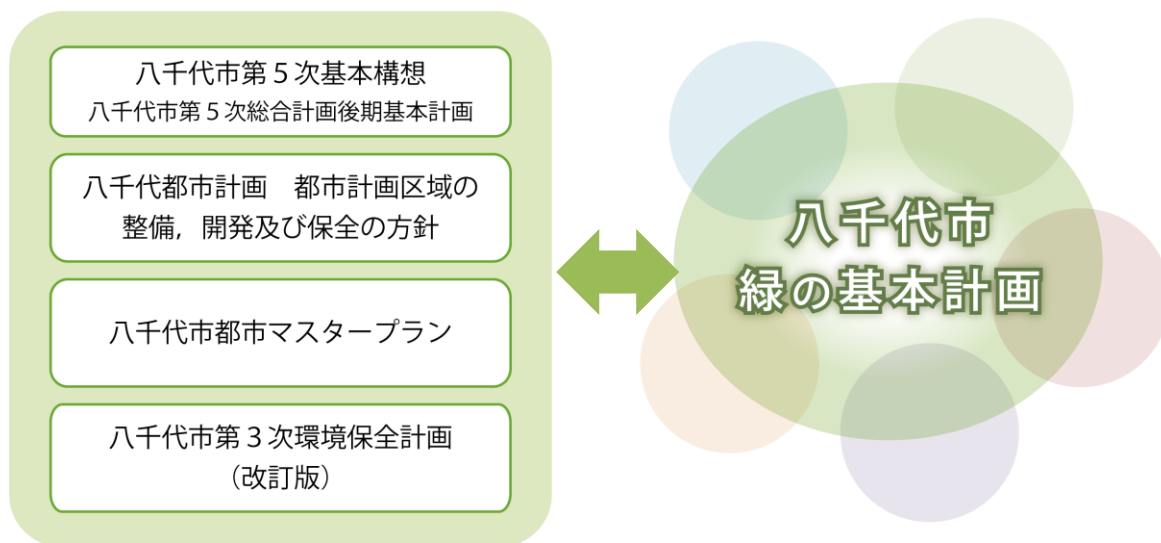 八千代市第５次基本構想
八千代市第５次総合計画後期基本計画
八千代都市計画　都市計画区域の
整備，開発及び保全の方針
八千代市都市マスタープラン
八千代市第３次環境保全計画
（改訂版）
八千代市
緑の基本計画